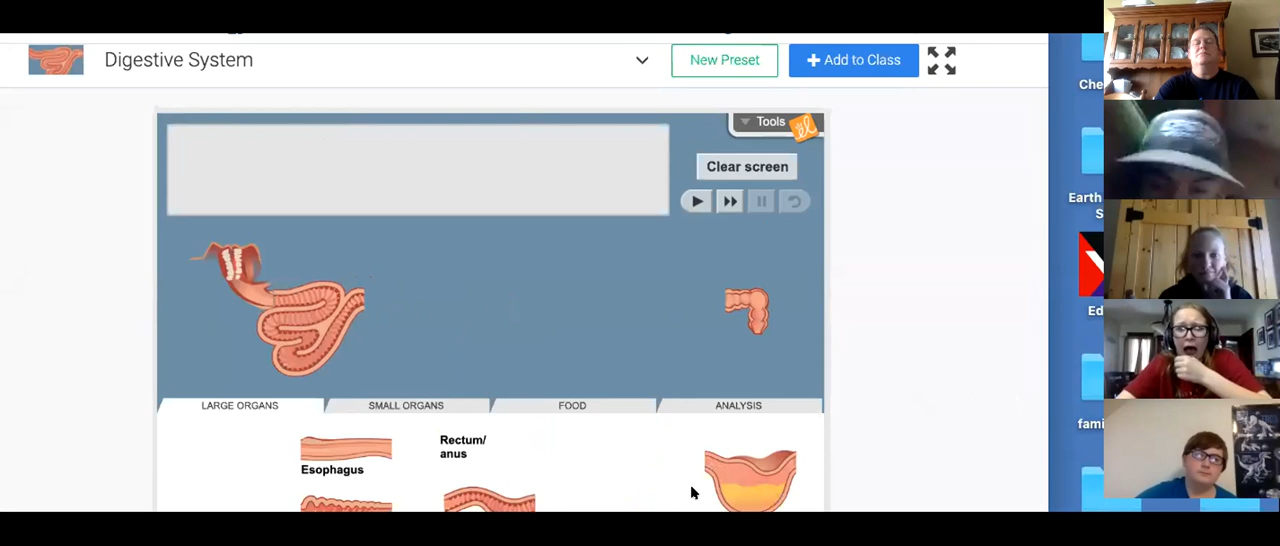 Digestive System
New Preset
Add to Class
Tools
el
Clear screen
LARGE ORGANS
SMALL ORGANS
FOOD
ANALYSIS
Esophagus
Rectum/
anus
Che
Earth
S
Ed
fami